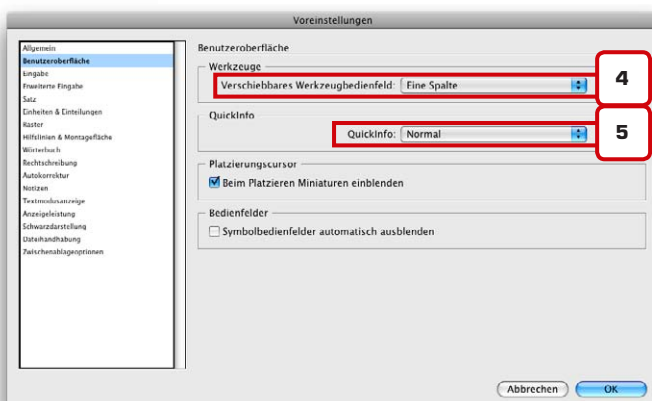 Voreinstellungen
Allgemein
Benutzeroberfläche
Eingabe
Erweiterte Eingabe
Satz
Einheiten & Einteilungen
Raster
Hilfslinien & Montagefläche
Wörterbuch
Rechtschreibung
Autokorrektur
Notizen
Textmodusanzeige
Anzeigeleistung
Schwarzdarstellung
Dateihandhabung
Zwischenablageoptionen
Benutzeroberfläche
Werkzeuge
Verschiebbares Werkzeugbedienfeld: Eine Spalte
4
QuickInfo
QuickInfo: Normal
5
Platzierungscursor
Beim Platzieren Miniaturen einblenden
Bedienfelder
Symbolbedienfelder automatisch ausblenden
Abbrechen
OK